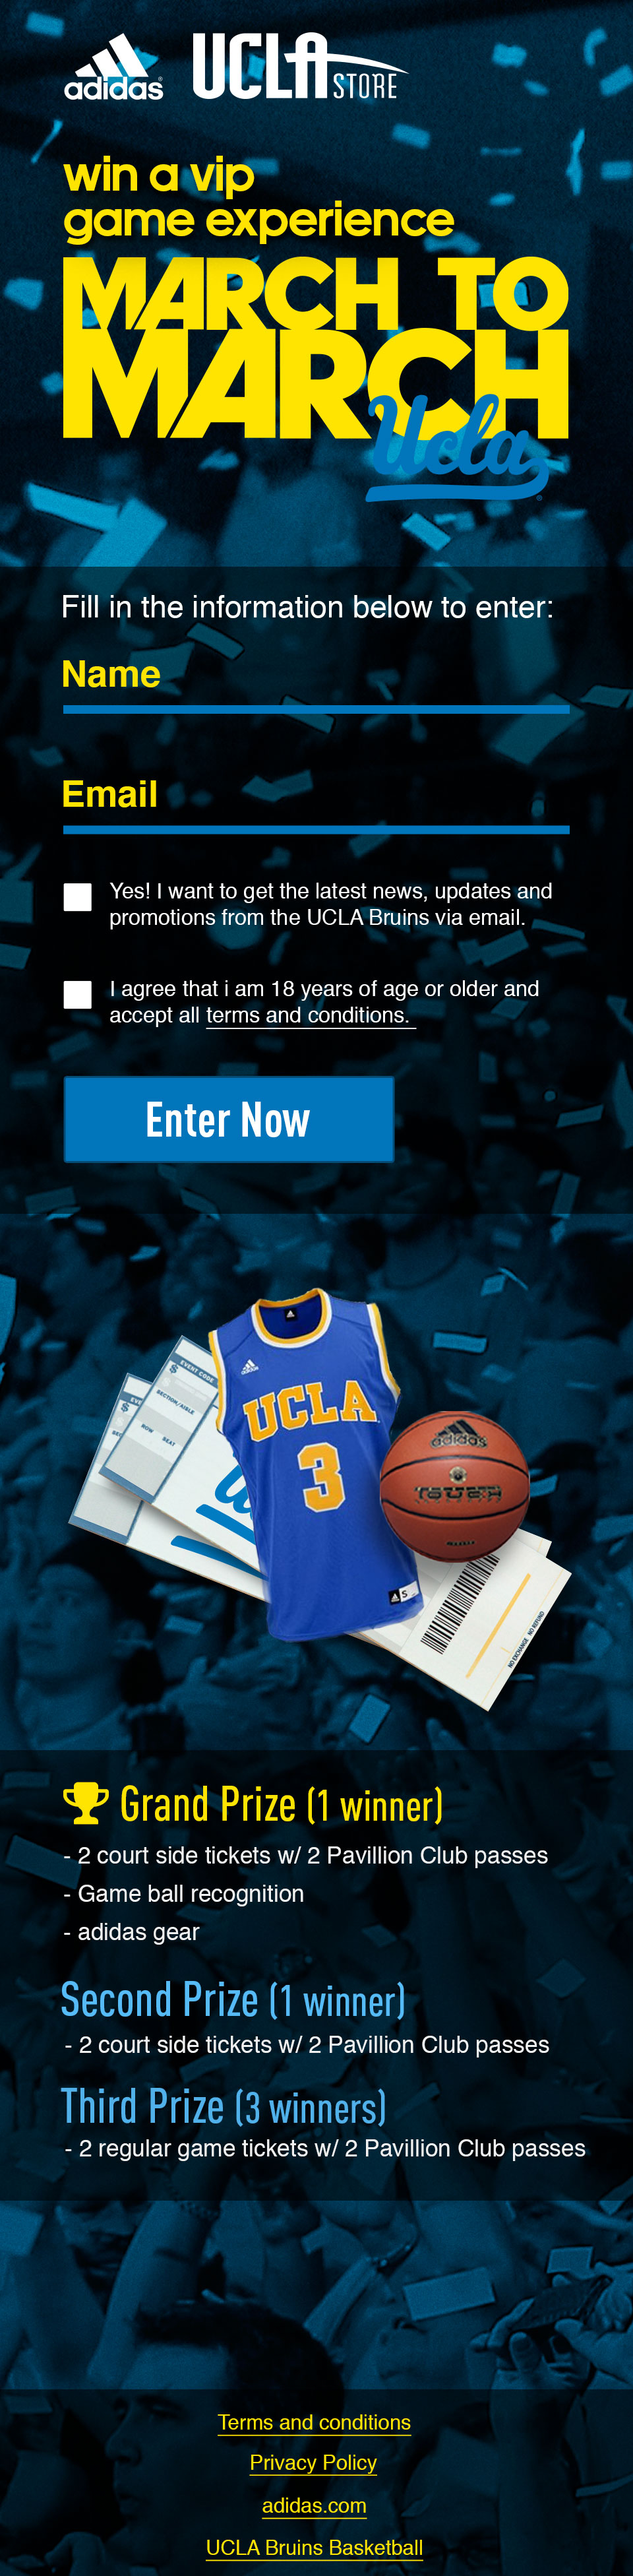 adidas
UCLA STORE
win a vip
game experience
MARCH TO
MARCH
Ucla
Fill in the information below to enter:
Name
Email
Yes! I want to get the latest news, updates and
promotions from the UCLA Bruins via email.
I agree that i am 18 years of age or older and
accept all terms and conditions.
Enter Now
EVENT CODE
SECTION/AISLE
ROW SEAT
adidas
UCLA
3
S
adidas
NO EXCHANGE NO REFUND
Grand Prize (1 winner)
- 2 court side tickets w/ 2 Pavillion Club passes
- Game ball recognition
- adidas gear
Second Prize (1 winner)
- 2 court side tickets w/ 2 Pavillion Club passes
Third Prize (3 winners)
- 2 regular game tickets w/ 2 Pavillion Club passes
Terms and conditions
Privacy Policy
adidas.com
UCLA Bruins Basketball